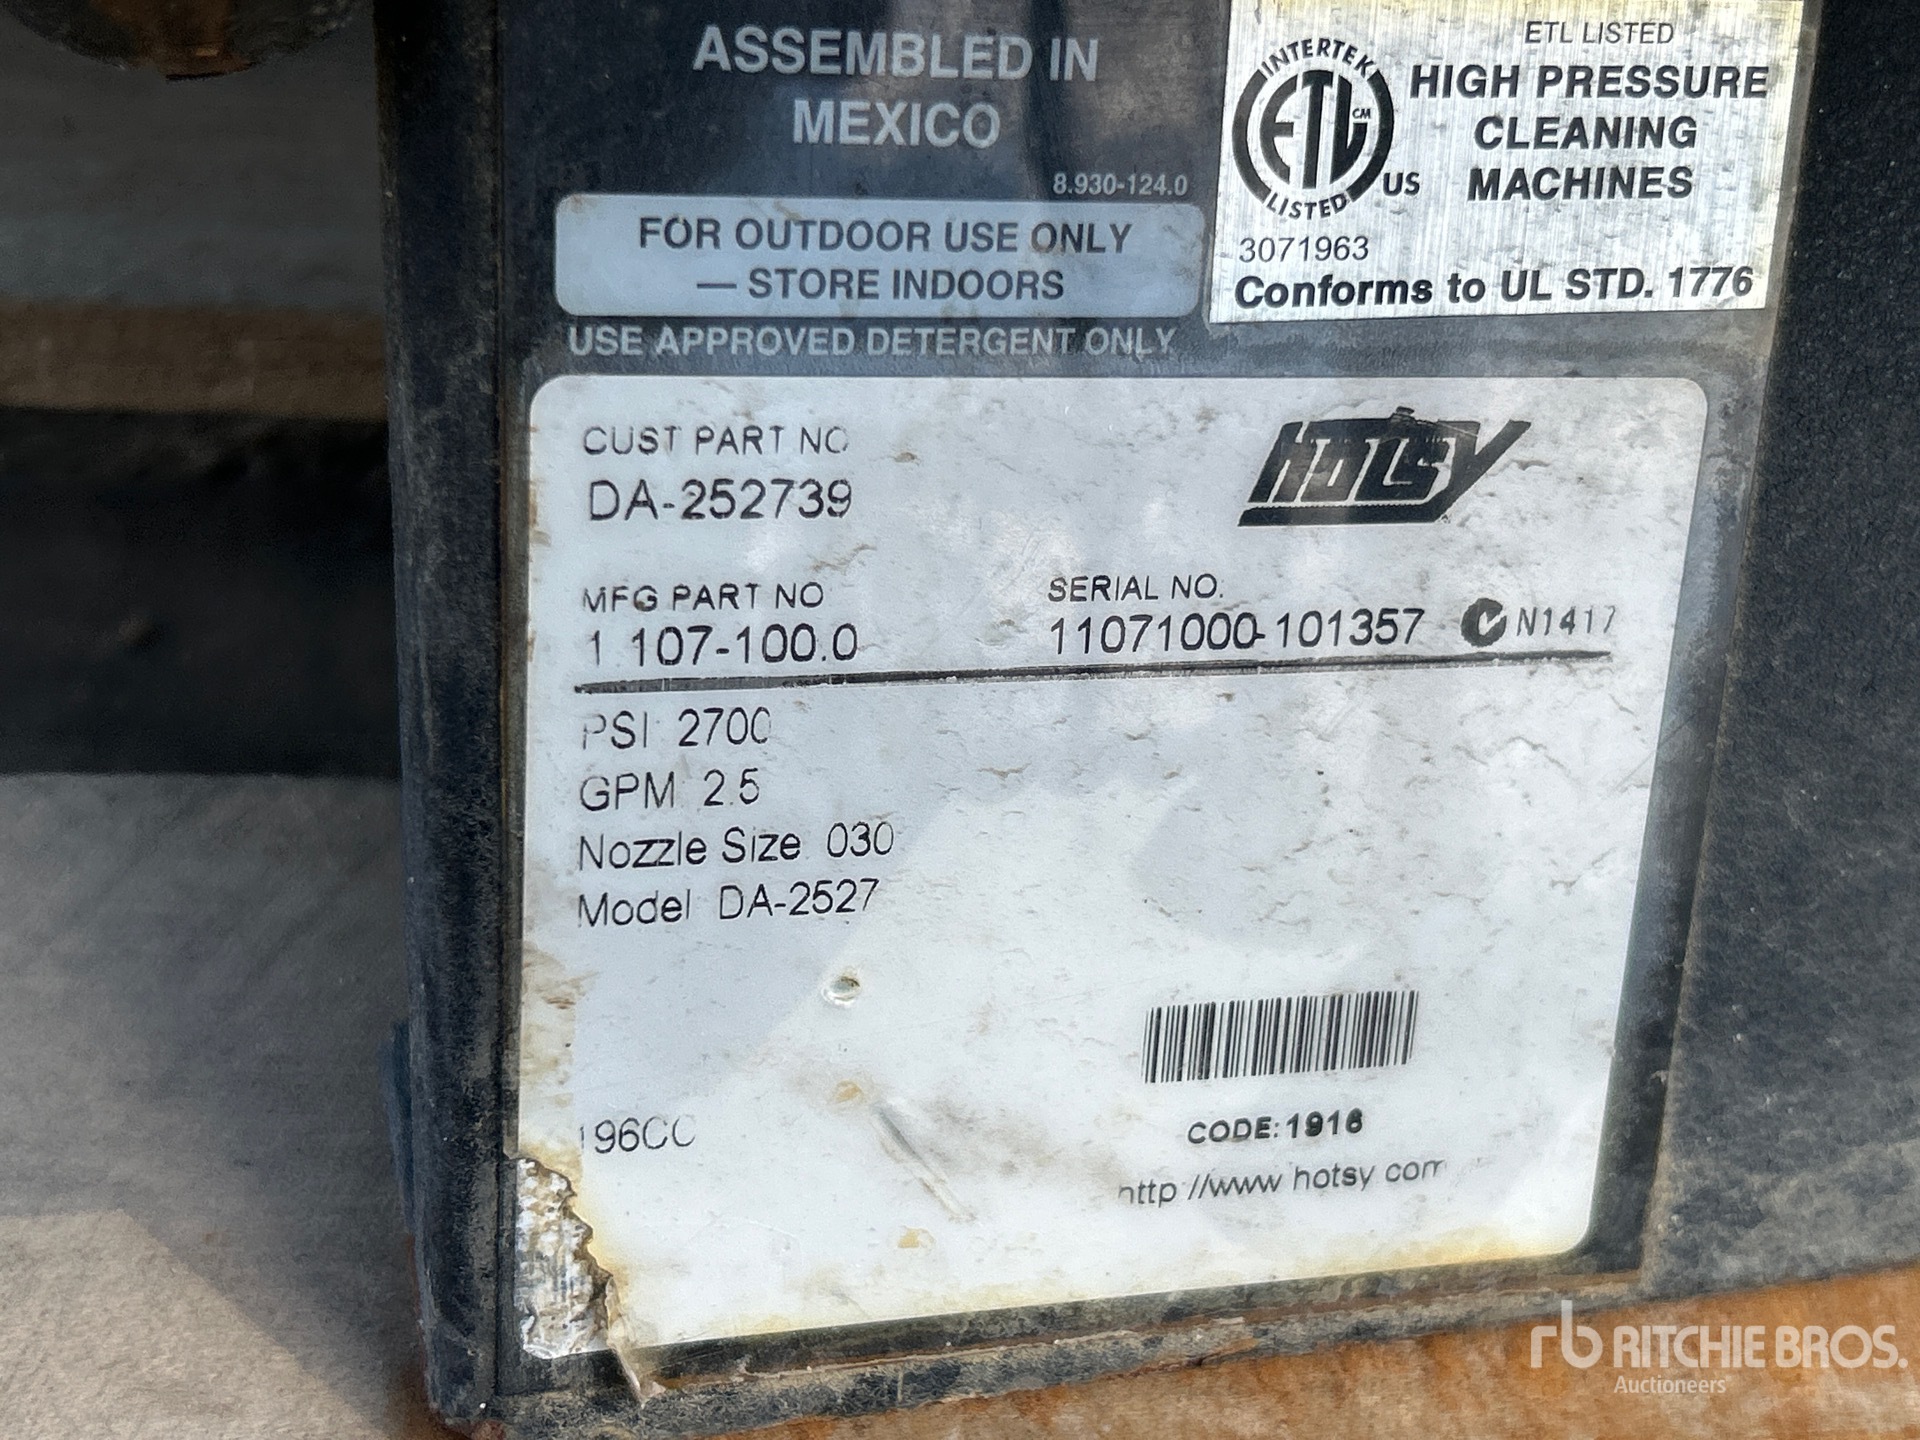 ASSEMBLED IN
MEXICO
8.930-124.0
FOR OUTDOOR USE ONLY
— STORE INDOORS
USE APPROVED DETERGENT ONLY
ETL LISTED
HIGH PRESSURE
CLEANING
MACHINES
INTERTEK
ETL CM
LISTED
US
3071963
Conforms to UL STD. 1776
CUST PART NO
DA-252739
hotsy
MFG PART NO
1.107-100.0
SERIAL NO.
11071000-101357
N1417
PSI: 2700
GPM: 2.5
Nozzle Size: 030
Model: DA-2527
196CC
CODE:1916
http://www.hotsy.com
rb RITCHIE BROS.
Auctioneers